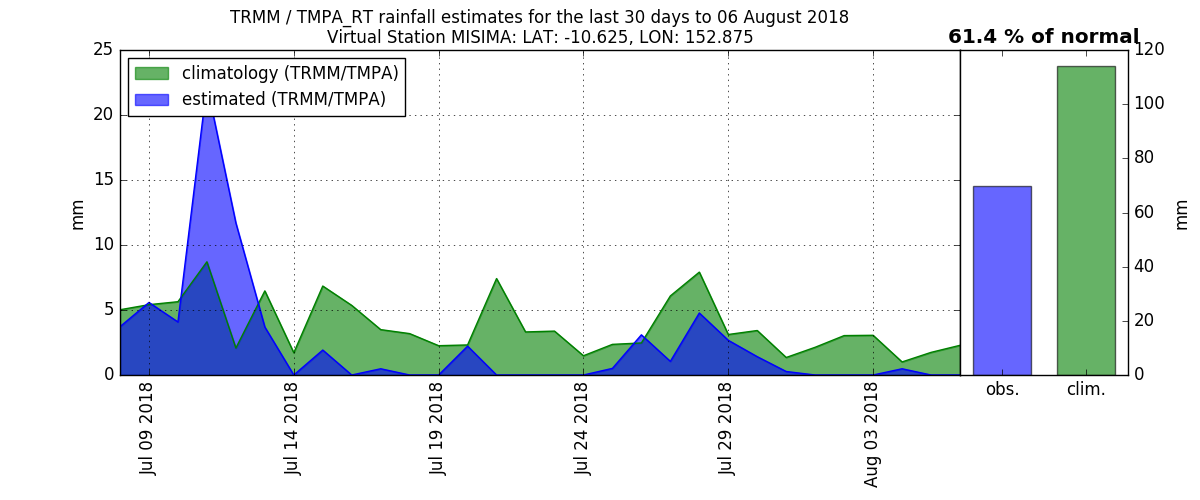 TRMM / TMPA_RT rainfall estimates for the last 30 days to 06 August 2018
Virtual Station MISIMA: LAT: -10.625, LON: 152.875
61.4 % of normal
climatology (TRMM/TMPA)
estimated (TRMM/TMPA)
mm
25
20
15
10
5
0
Jul 09 2018
Jul 14 2018
Jul 19 2018
Jul 24 2018
Jul 29 2018
Aug 03 2018
obs.
clim.
120
100
80
60
40
20
0
mm